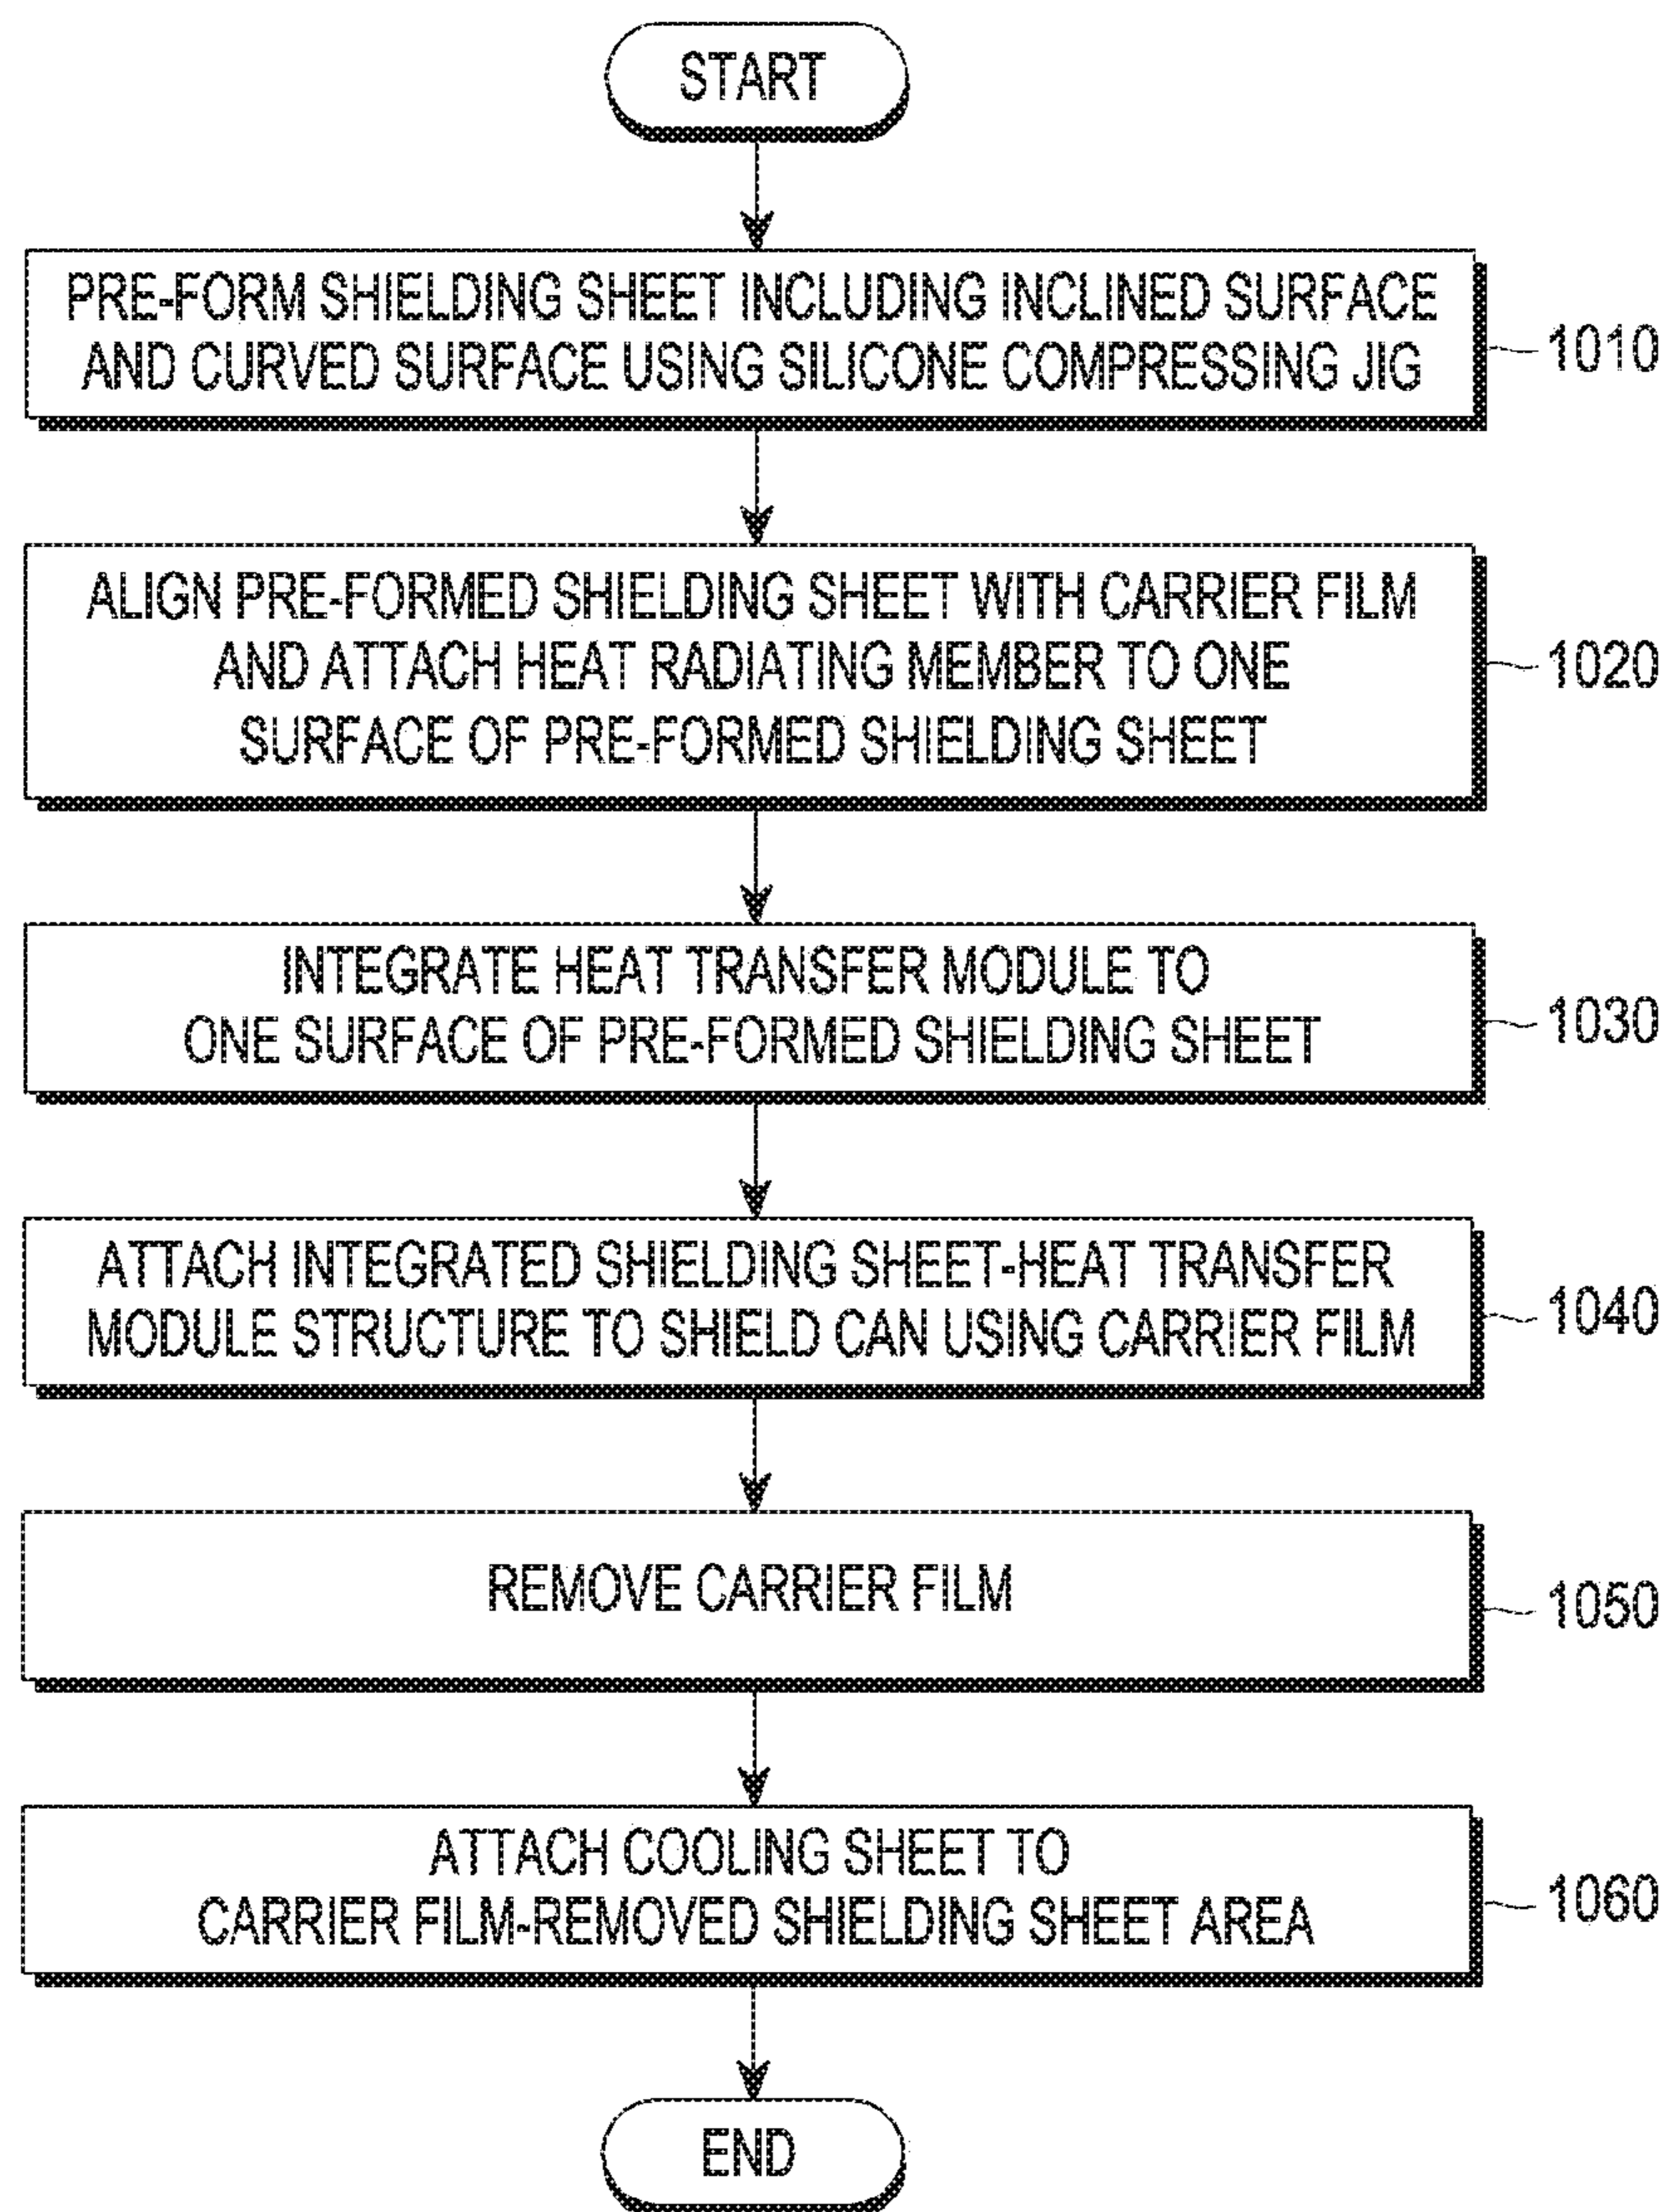 START
PRE-FORM SHIELDING SHEET INCLUDING INCLINED SURFACE
AND CURVED SURFACE USING SILICONE COMPRESSING JIG
1010
ALIGN PRE-FORMED SHIELDING SHEET WITH CARRIER FILM
AND ATTACH HEAT RADIATING MEMBER TO ONE
SURFACE OF PRE-FORMED SHIELDING SHEET
1020
INTEGRATE HEAT TRANSFER MODULE TO
ONE SURFACE OF PRE-FORMED SHIELDING SHEET
1030
ATTACH INTEGRATED SHIELDING SHEET-HEAT TRANSFER
MODULE STRUCTURE TO SHIELD CAN USING CARRIER FILM
1040
REMOVE CARRIER FILM
1050
ATTACH COOLING SHEET TO
CARRIER FILM-REMOVED SHIELDING SHEET AREA
1060
END